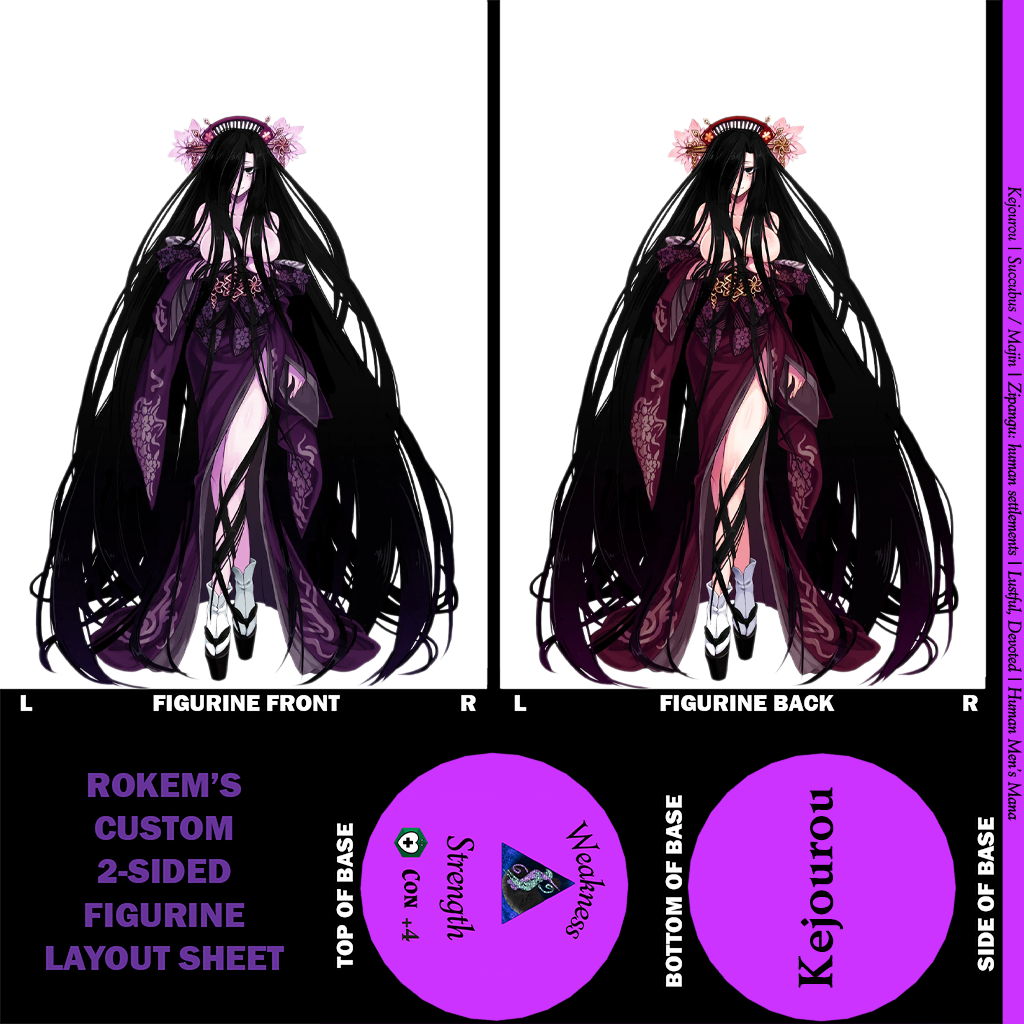 Kejourou | Succubus / Majin | Zipangu: human settlements | Lustful, Devoted | Human Men's Mana
L FIGURINE FRONT R
L FIGURINE BACK R
ROKEM'S
CUSTOM
2-SIDED
FIGURINE
LAYOUT SHEET
TOP OF BASE
Weakness
Strength
CON +4
BOTTOM OF BASE
Kejourou
SIDE OF BASE